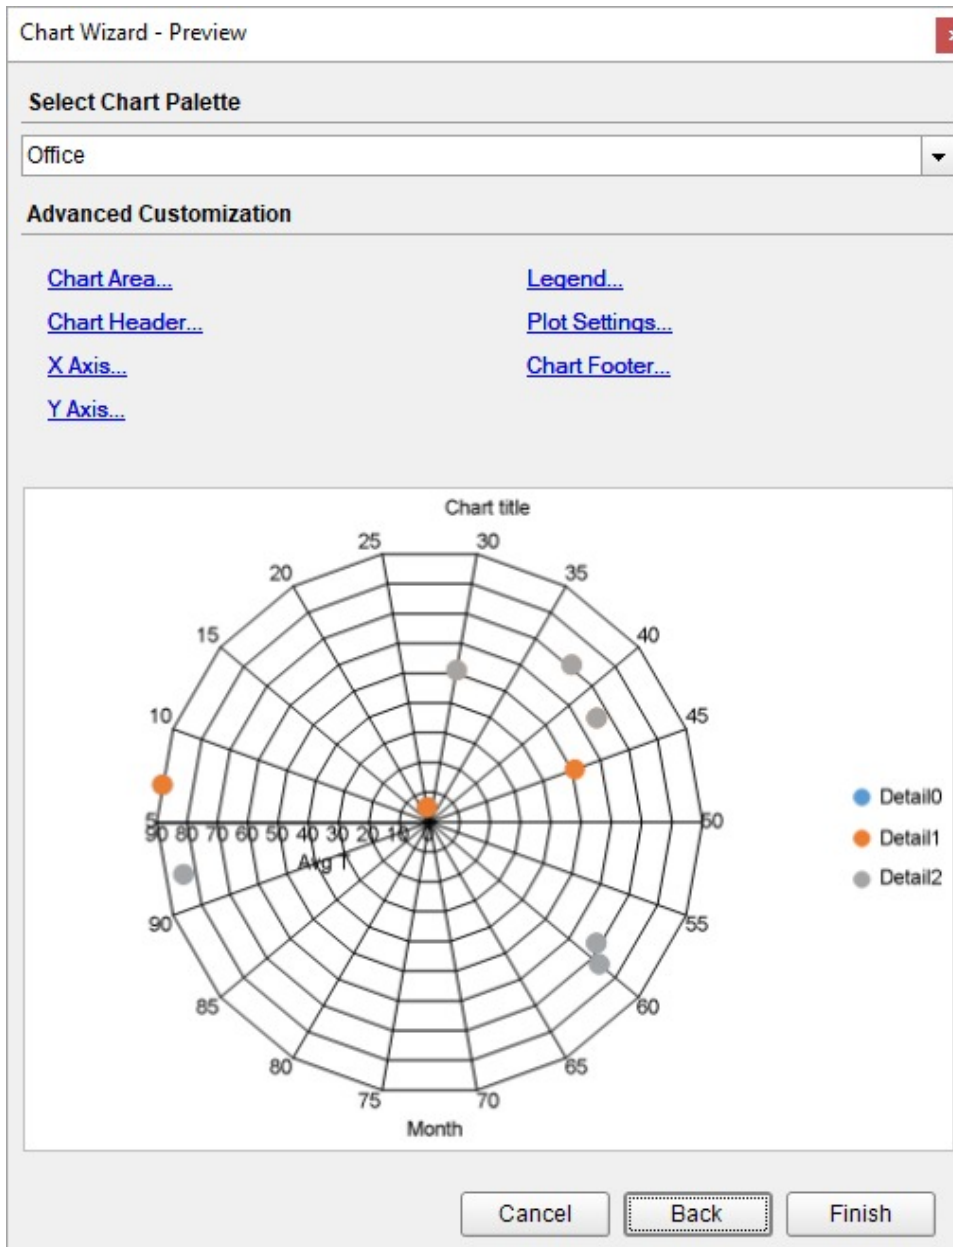 Chart Wizard - Preview
Select Chart Palette
Office
Advanced Customization
Chart Area...
Legend...
Chart Header...
Plot Settings...
X Axis...
Chart Footer...
Y Axis...
Chart title
25 30
20 35
15 40
10 45
5 50
90 80 70 60 50 40 30 20 10
Detail0
Detail1
Detail2
90 55
85 60
80 65
75 70
Month
Cancel Back Finish